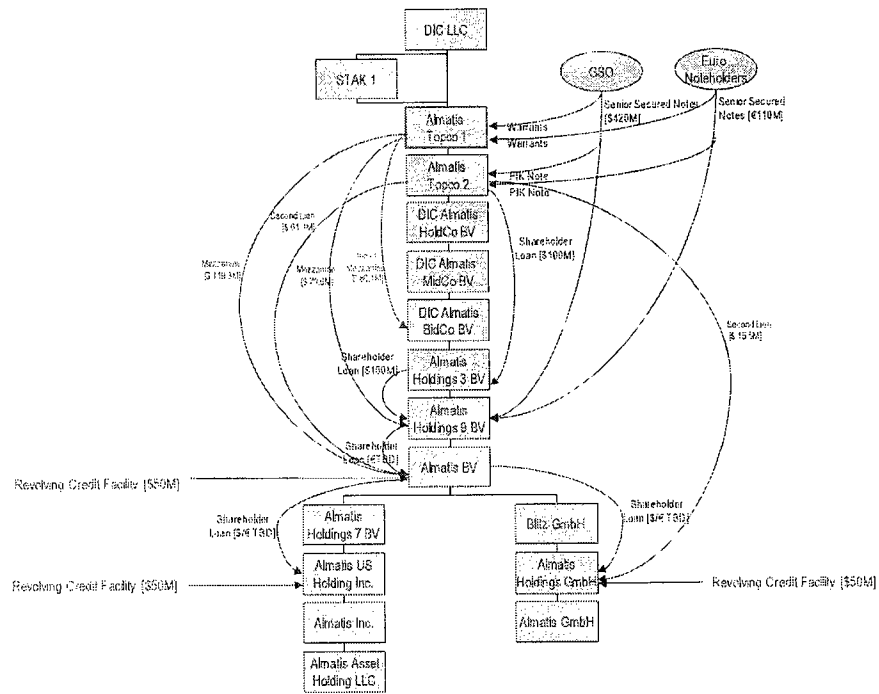 DIC LLC
STAK 1
GSO
Euro
Noteholders
Senior Secured Notes
[$420M]
Senior Secured
Notes [€110M]
Warrants
Warrants
Almatis
Topco 1
Almatis
Topco 2
PIK Note
PIK Note
DIC Almatis
HoldCo BV
Second Lien
Shareholder
Loan [$100M]
Mezzanine
Mezzanine
Mezzanine
DIC Almatis
MidCo BV
DIC Almatis
BidCo BV
Second Lien
Shareholder
Loan [$100M]
Almatis
Holdings 3 BV
Almatis
Holdings 9 BV
Shareholder
Loan [€TBD]
Almatis BV
Revolving Credit Facility [$50M]
Shareholder
Loan [$/€ TBD]
Almatis
Holdings 7 BV
Blitz GmbH
Shareholder
Loan [$/€ TBD]
Almatis US
Holding Inc.
Almatis
Holdings GmbH
Revolving Credit Facility [$50M]
Revolving Credit Facility [$50M]
Almatis Inc.
Almatis GmbH
Almatis Asset
Holding LLC